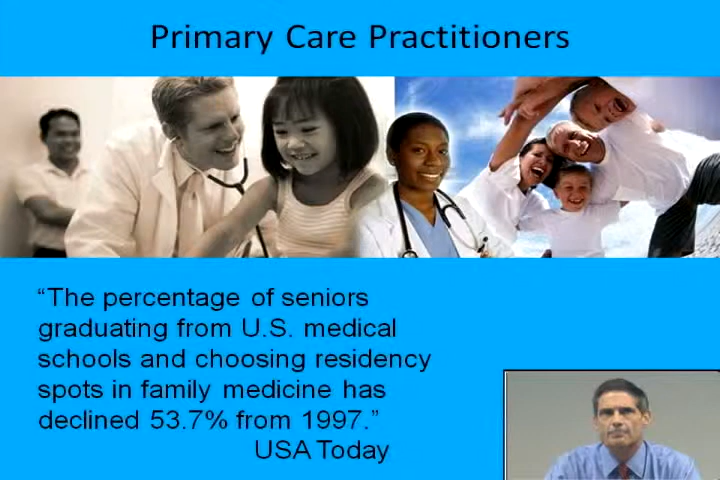 Primary Care Practitioners
“The percentage of seniors
graduating from U.S. medical
schools and choosing residency
spots in family medicine has
declined 53.7% from 1997.”
USA Today